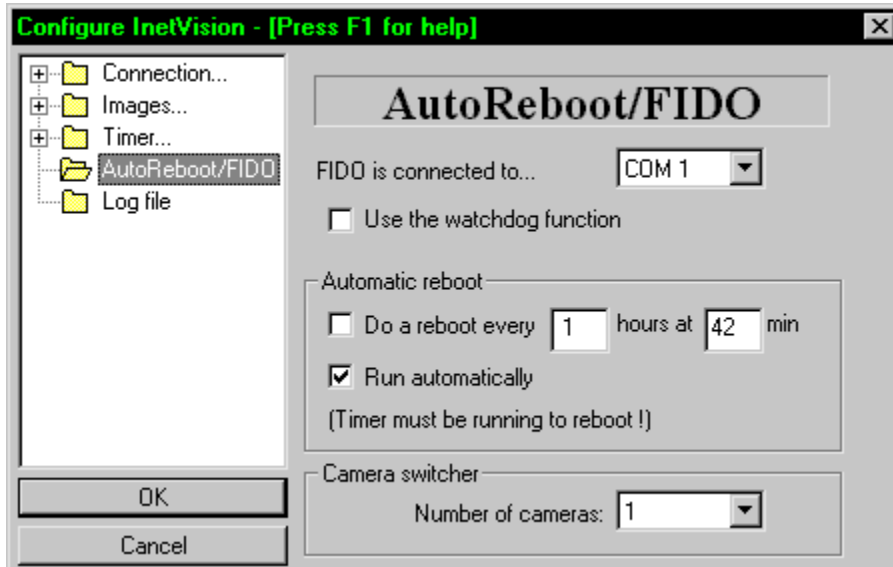 Configure InetVision - [Press F1 for help]
Connection...
Images...
Timer...
AutoReboot/FIDO
Log file
OK
Cancel
AutoReboot/FIDO
FIDO is connected to... COM 1
Use the watchdog function
Automatic reboot
Do a reboot every 1 hours at 42 min
Run automatically
(Timer must be running to reboot !)
Camera switcher
Number of cameras: 1